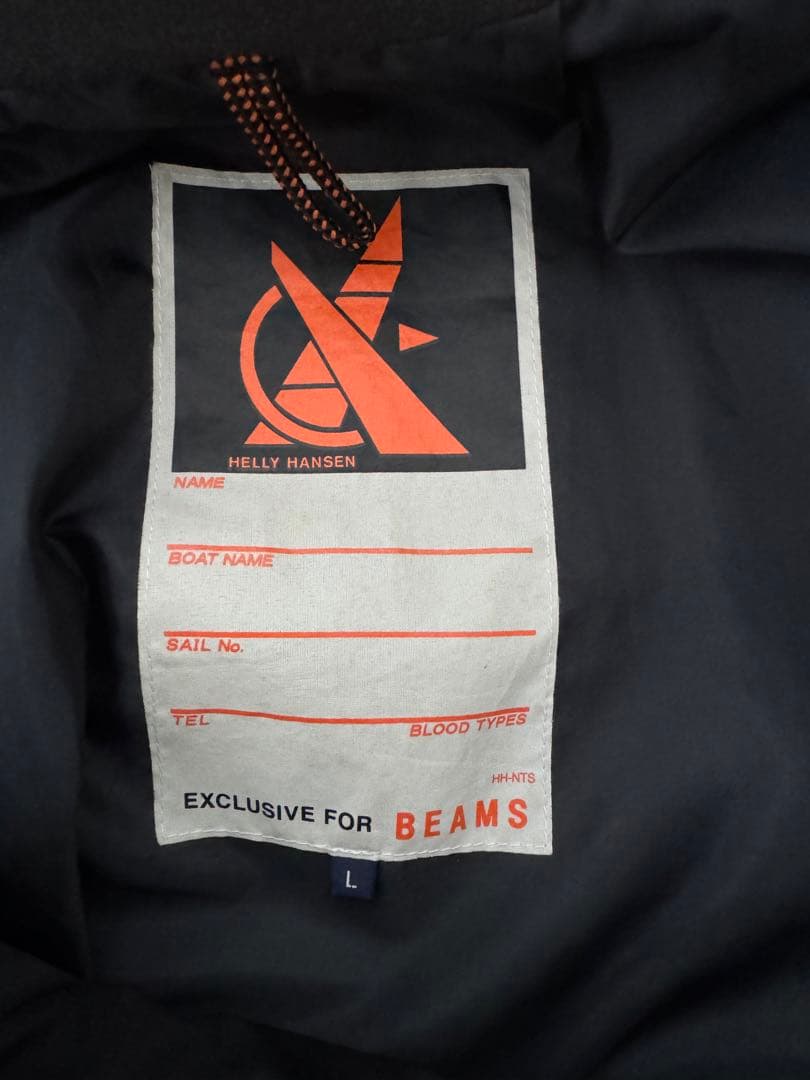 HELLY HANSEN
NAME
BOAT NAME
SAIL No.
TEL BLOOD TYPES
HH-NTS
EXCLUSIVE FOR BEAMS
L